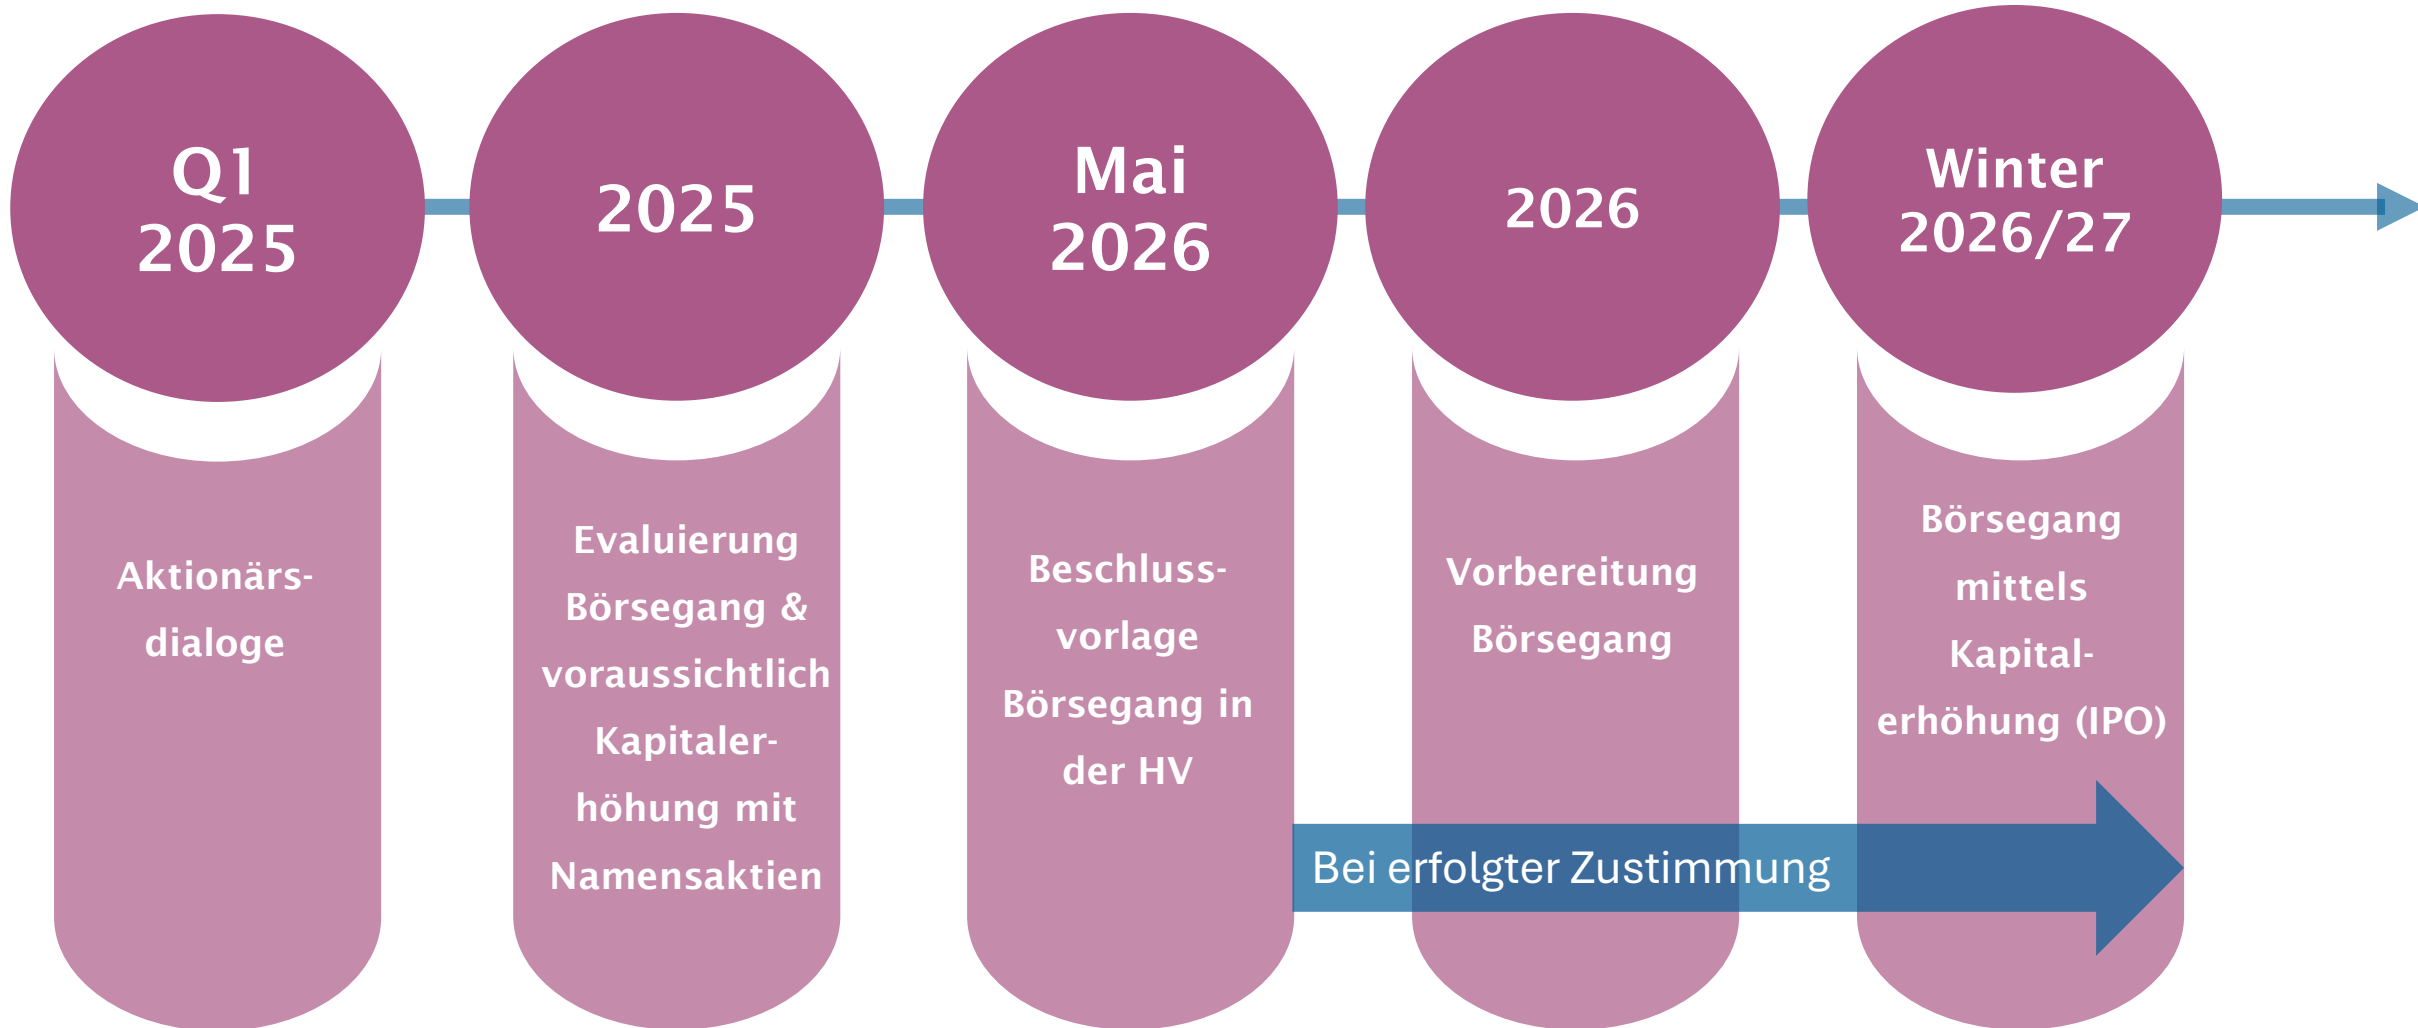 Q1
2025
2025
Mai
2026
2026
Winter
2026/27
Aktionärs-
dialoge
Evaluierung
Börsegang &
voraussichtlich
Kapitaler-
höhung mit
Namensaktien
Beschluss-
vorlage
Börsegang in
der HV
Vorbereitung
Börsegang
Börsegang
mittels
Kapital-
erhöhung (IPO)
Bei erfolgter Zustimmung